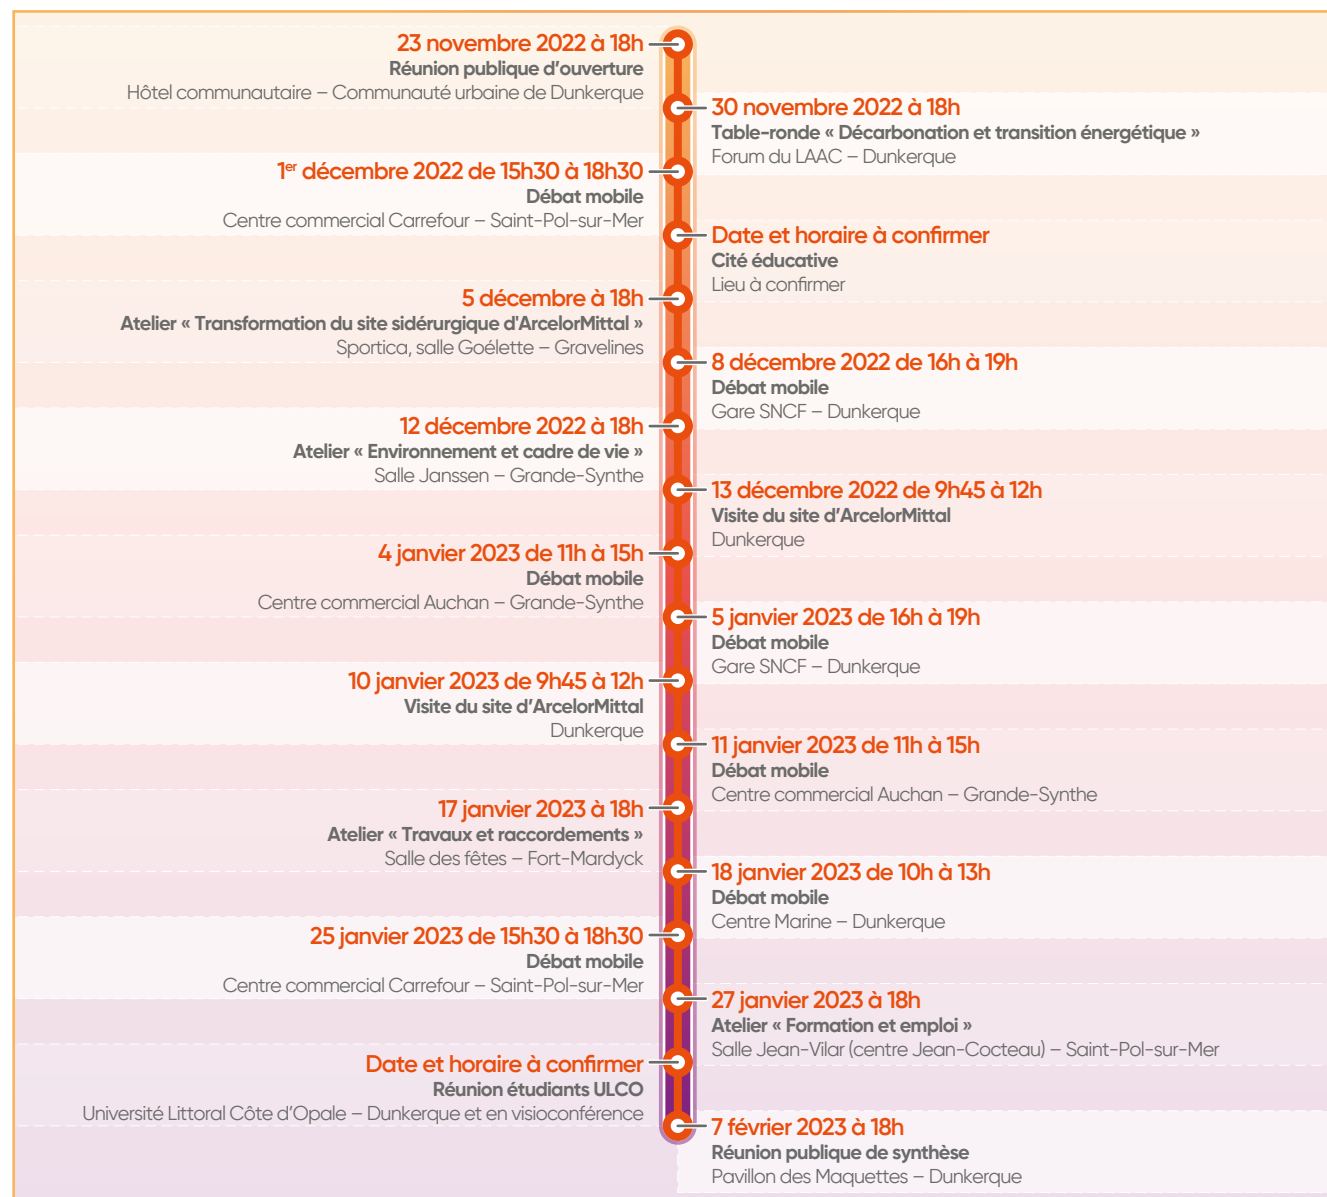 23 novembre 2022 à 18h
Réunion publique d'ouverture
Hôtel communautaire – Communauté urbaine de Dunkerque
30 novembre 2022 à 18h
Table-ronde « Décarbonation et transition énergétique »
Forum du LAAC – Dunkerque
1er décembre 2022 de 15h30 à 18h30
Débat mobile
Centre commercial Carrefour – Saint-Pol-sur-Mer
Date et horaire à confirmer
Cité éducative
Lieu à confirmer
5 décembre à 18h
Atelier « Transformation du site sidérurgique d'ArcelorMittal »
Sportica, salle Goélette – Gravelines
8 décembre 2022 de 16h à 19h
Débat mobile
Gare SNCF – Dunkerque
12 décembre 2022 à 18h
Atelier « Environnement et cadre de vie »
Salle Janssen – Grande-Synthe
13 décembre 2022 de 9h45 à 12h
Visite du site d'ArcelorMittal
Dunkerque
4 janvier 2023 de 11h à 15h
Débat mobile
Centre commercial Auchan – Grande-Synthe
5 janvier 2023 de 16h à 19h
Débat mobile
Gare SNCF – Dunkerque
10 janvier 2023 de 9h45 à 12h
Visite du site d'ArcelorMittal
Dunkerque
11 janvier 2023 de 11h à 15h
Débat mobile
Centre commercial Auchan – Grande-Synthe
17 janvier 2023 à 18h
Atelier « Travaux et raccordements »
Salle des fêtes – Fort-Mardyck
18 janvier 2023 de 10h à 13h
Débat mobile
Centre Marine – Dunkerque
25 janvier 2023 de 15h30 à 18h30
Débat mobile
Centre commercial Carrefour – Saint-Pol-sur-Mer
27 janvier 2023 à 18h
Atelier « Formation et emploi »
Salle Jean-Vilar (centre Jean-Cocteau) – Saint-Pol-sur-Mer
Date et horaire à confirmer
Réunion étudiants ULCO
Université Littoral Côte d'Opale – Dunkerque et en visioconférence
7 février 2023 à 18h
Réunion publique de synthèse
Pavillon des Maquettes – Dunkerque